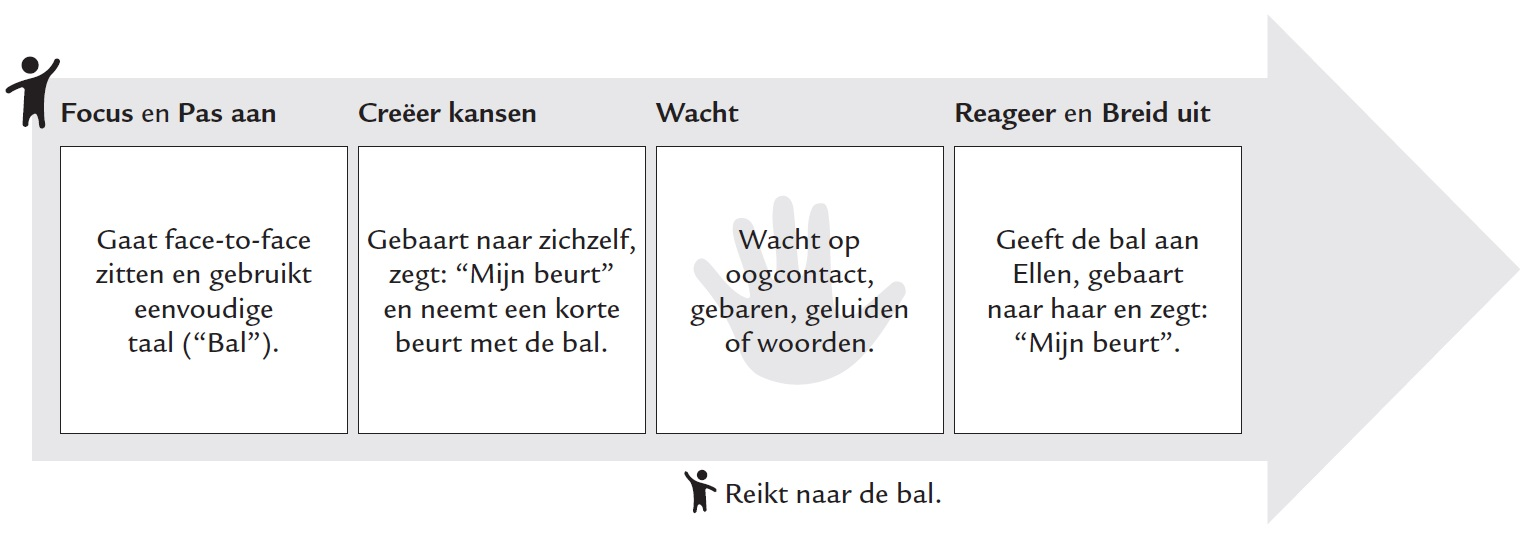 Focus en Pas aan
Gaat face-to-face
zitten en gebruikt
eenvoudige
taal (“Bal”).
Creëer kansen
Gebaart naar zichzelf,
zegt: “Mijn beurt”
en neemt een korte
beurt met de bal.
Wacht
Wacht op
oogcontact,
gebaren, geluiden
of woorden.
Reageer en Breid uit
Geeft de bal aan
Ellen, gebaart
naar haar en zegt:
“Mijn beurt”.
Reikt naar de bal.